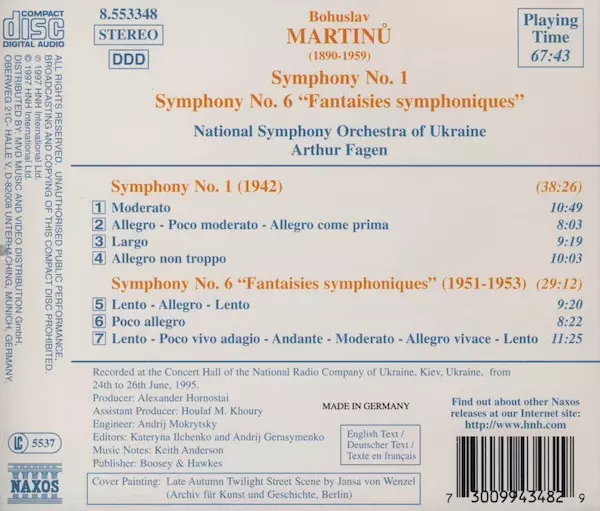 COMPACT
disc
DIGITAL AUDIO
8.553348
STEREO
DDD
Bohuslav
MARTINŮ
(1890-1959)
Symphony No. 1
Symphony No. 6 “Fantaisies symphoniques”
National Symphony Orchestra of Ukraine
Arthur Fagen
Playing
Time
67:43
Symphony No. 1 (1942) (38:26)
1 Moderato 10:49
2 Allegro - Poco moderato - Allegro come prima 8:03
3 Largo 9:19
4 Allegro non troppo 10:03
Symphony No. 6 “Fantaisies symphoniques” (1951-1953) (29:12)
5 Lento - Allegro - Lento 9:20
6 Poco allegro 8:22
7 Lento - Poco vivo adagio - Andante - Moderato - Allegro vivace - Lento 11:25
Recorded at the Concert Hall of the National Radio Company of Ukraine, Kiev, Ukraine, from
24th to 26th June, 1995.
Producer: Alexander Hornostai
Assistant Producer: Houlaf M. Khoury
Engineer: Andrij Mokrytsky
Editors: Kateryna Ilchenko and Andrij Gerasymenko
Music Notes: Keith Anderson
Publisher: Boosey & Hawkes
MADE IN GERMANY
English Text /
Deutscher Text /
Texte en français
Find out about other Naxos
releases at our Internet site:
http://www.hnh.com
Cover Painting: Late Autumn Twilight Street Scene by Jansa von Wenzel
(Archiv für Kunst und Geschichte, Berlin)
7 30099 43482 9
ALL RIGHTS RESERVED. UNAUTHORISED PUBLIC PERFORMANCE,
BROADCASTING AND COPYING OF THIS COMPACT DISC PROHIBITED.
℗ 1997 HNH International Ltd.
© 1997 HNH International Ltd.
DISTRIBUTED BY: MVD MUSIC AND VIDEO DISTRIBUTION GmbH,
OBERWEG 21C- HALLE V, D-82008 UNTERHACHING, MUNICH, GERMANY.
LC 5537
NAXOS